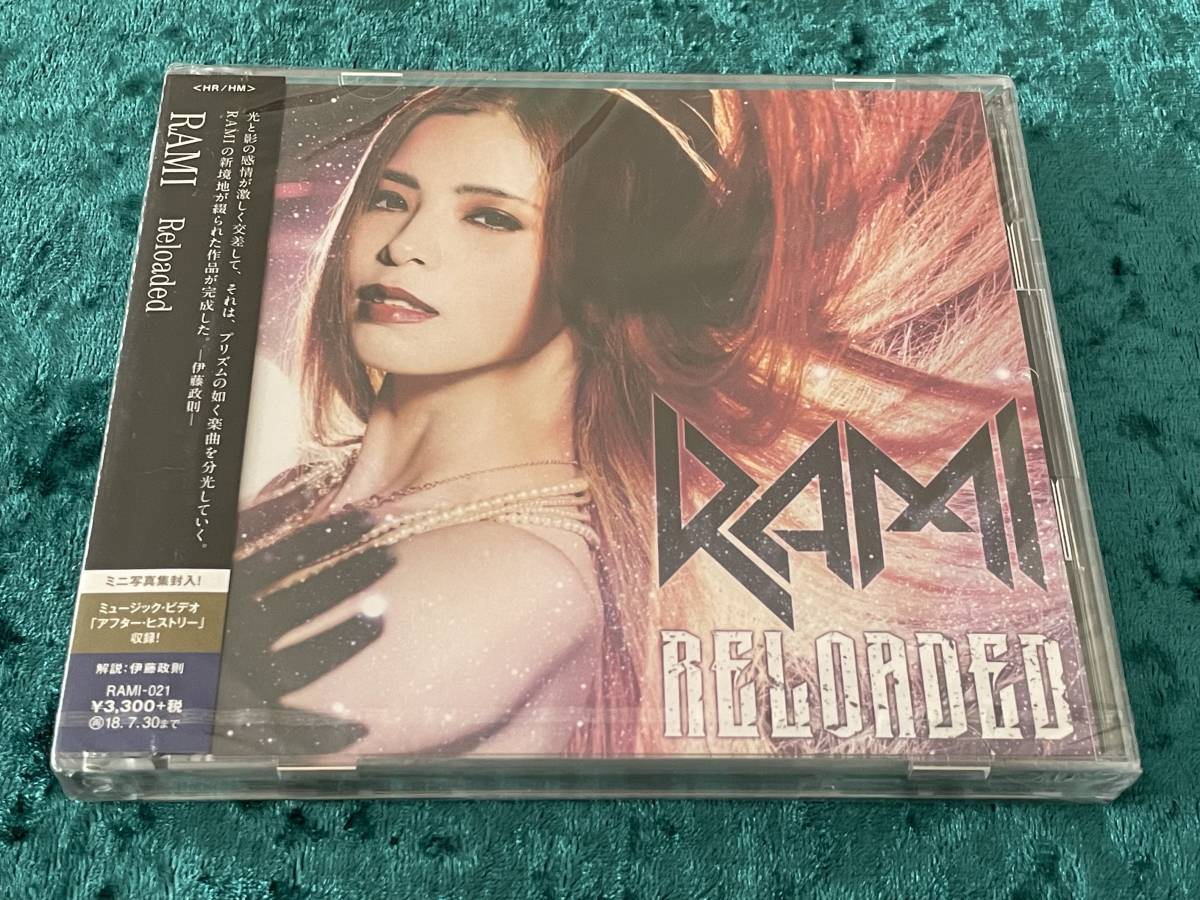 <HR/HM>
RAMI Reloaded
光と影の感情が激しく交差して、それは、プリズムの如く楽曲を分光していく。
RAMIの新境地が綴られた作品が完成した。—伊藤政則—
ミニ写真集封入!
ミュージック・ビデオ
「アフター・ヒストリー」
収録!
解説:伊藤政則
RAMI-021
¥3,300+税
再18.7.30まで
RAMI
RELOADED